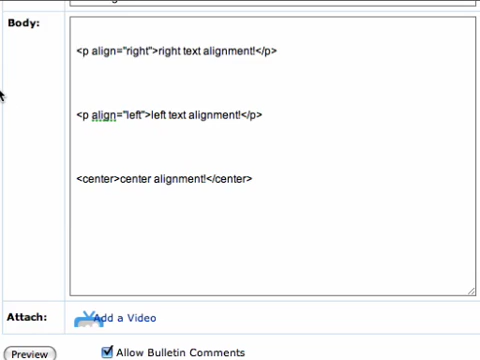 Body:
<p align="right">right text alignment!</p>
<p align="left">left text alignment!</p>
<center>center alignment!</center>
Attach:
Add a Video
Preview
Allow Bulletin Comments